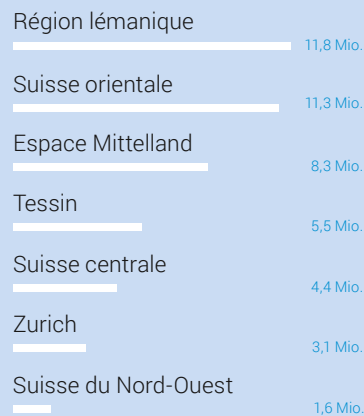 Région lémanique
11,8 Mio.
Suisse orientale
11,3 Mio.
Espace Mittelland
8,3 Mio.
Tessin
5,5 Mio.
Suisse centrale
4,4 Mio.
Zurich
3,1 Mio.
Suisse du Nord-Ouest
1,6 Mio.